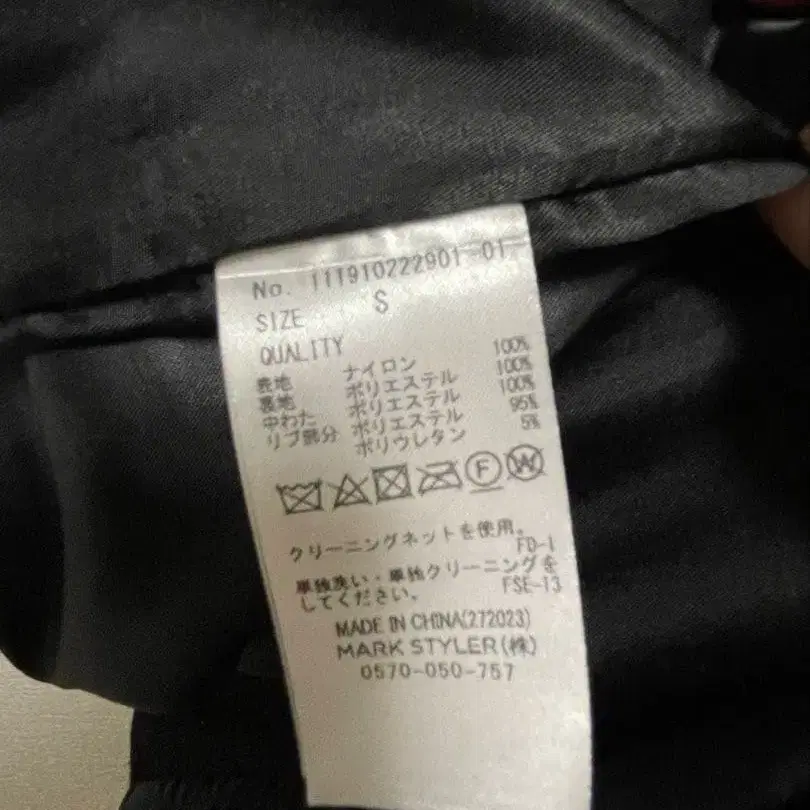 No. 111910222901-01
SIZE S
QUALITY
表地 ナイロン 100%
裏地 ポリエステル 100%
中わた ポリエステル 100%
リブ部分 ポリエステル 95%
ポリウレタン 5%
F W
クリーニングネットを使用。
FD-1
単独洗い・単独クリーニングを
してください。 FSE-13
MADE IN CHINA(272023)
MARK STYLER(株)
0570-050-757